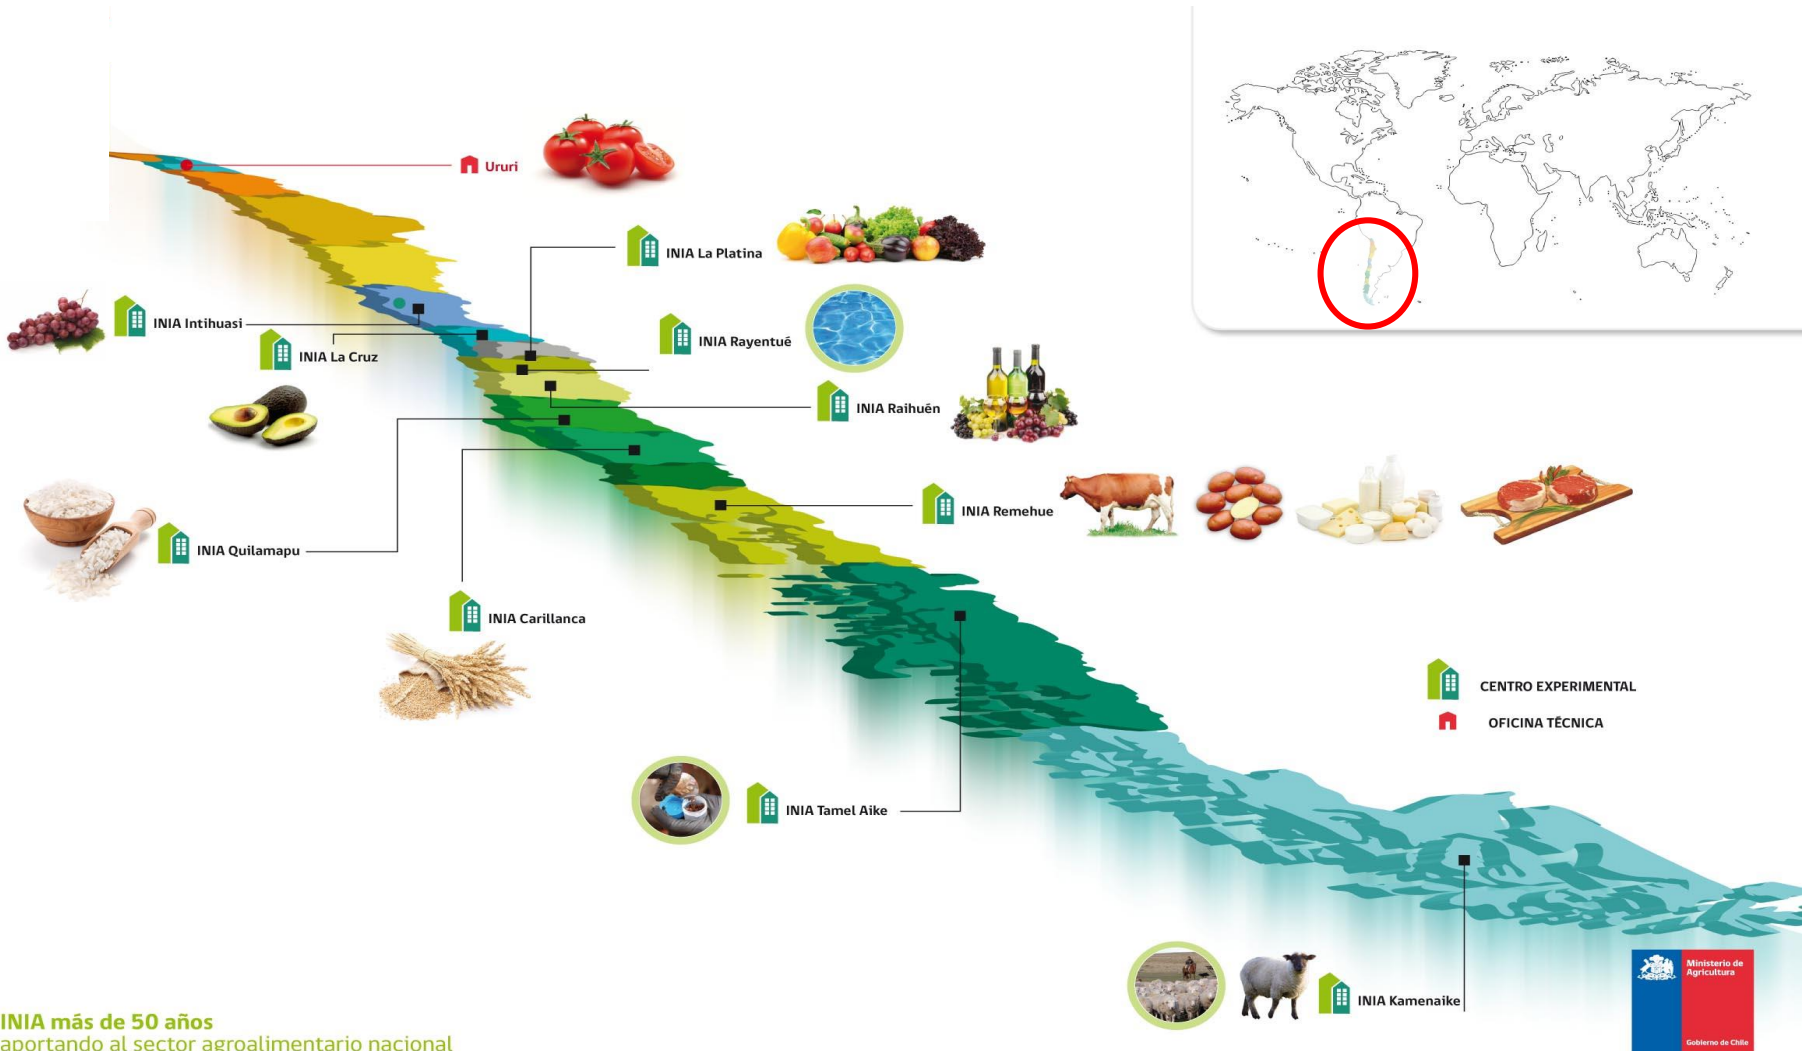 Ururi
INIA La Platina
INIA Intihuasi
INIA La Cruz
INIA Rayentué
INIA Raihuén
INIA Remehue
INIA Quilamapu
INIA Carillanca
CENTRO EXPERIMENTAL
OFICINA TÉCNICA
INIA Tamel Aike
INIA Kamenaike
Ministerio de
Agricultura
Gobierno de Chile
INIA más de 50 años
aportando al sector agroalimentario nacional